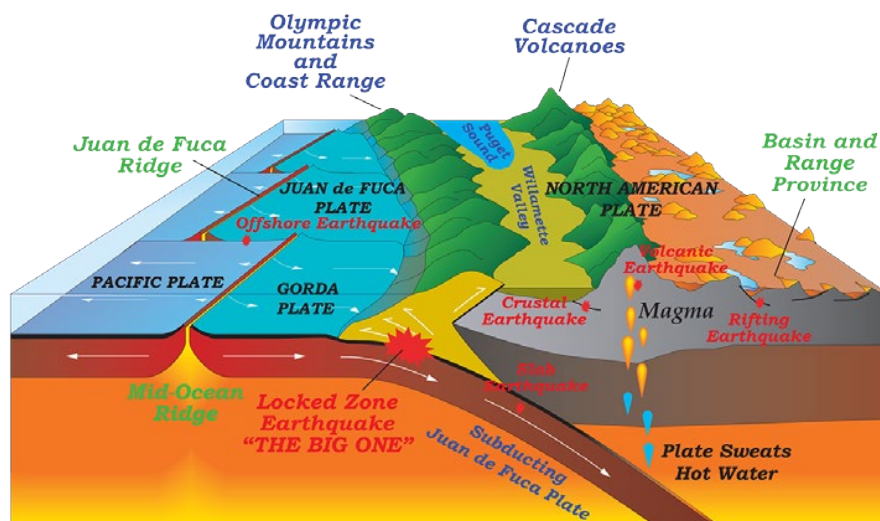 Olympic
Mountains
and
Coast Range
Cascade
Volcanoes
Juan de Fuca
Ridge
Basin and
Range
Province
Puget
Sound
Willamette
Valley
JUAN de FUCA
PLATE
Offshore Earthquake
NORTH AMERICAN
PLATE
PACIFIC PLATE
GORDA
PLATE
Volcanic
Earthquake
Crustal
Earthquake
Magma
Rifting
Earthquake
Slab
Earthquake
Mid-Ocean
Ridge
Locked Zone
Earthquake
“THE BIG ONE”
Subducting
Juan de Fuca Plate
Plate Sweats
Hot Water